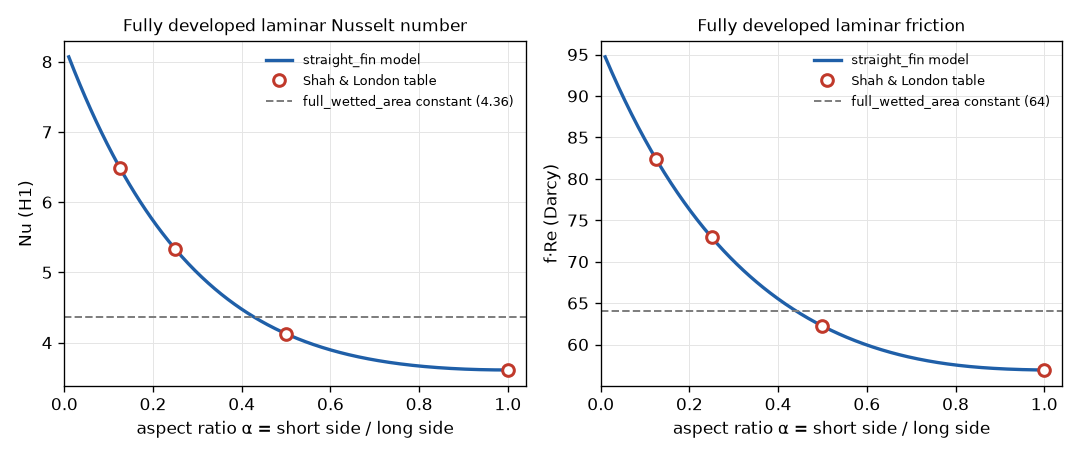 Fully developed laminar Nusselt number
straight_fin model
Shah & London table
full_wetted_area constant (4.36)
8
7
6
5
4
Nu (H1)
0.0
0.2
0.4
0.6
0.8
1.0
aspect ratio α = short side / long side
Fully developed laminar friction
straight_fin model
Shah & London table
full_wetted_area constant (64)
95
90
85
80
75
70
65
60
f·Re (Darcy)
0.0
0.2
0.4
0.6
0.8
1.0
aspect ratio α = short side / long side